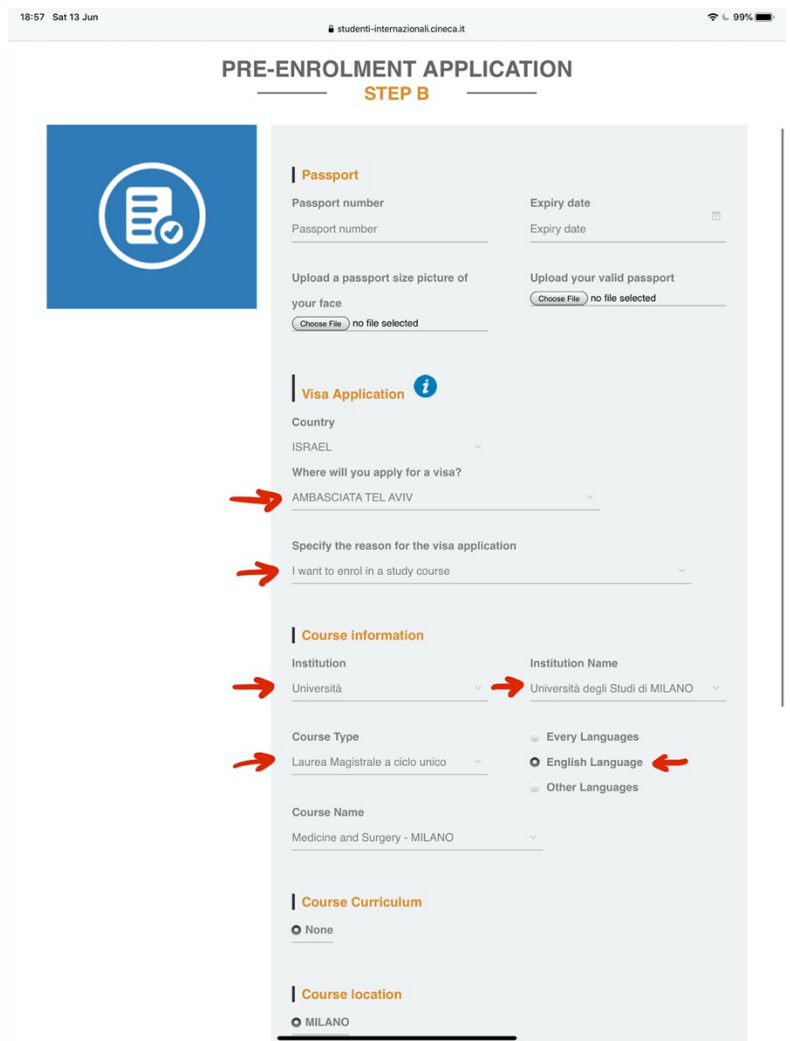 18:57 Sat 13 Jun
99%
studenti-internazionali.cineca.it
PRE-ENROLMENT APPLICATION
STEP B
Passport
Passport number
Expiry date
Passport number
Expiry date
Upload a passport size picture of
your face
Upload your valid passport
Choose File no file selected
Choose File no file selected
Visa Application i
Country
ISRAEL
Where will you apply for a visa?
AMBASCIATA TEL AVIV
Specify the reason for the visa application
I want to enrol in a study course
Course information
Institution
Institution Name
Università
Università degli Studi di MILANO
Course Type
Every Languages
Laurea Magistrale a ciclo unico
English Language
Other Languages
Course Name
Medicine and Surgery - MILANO
Course Curriculum
None
Course location
MILANO